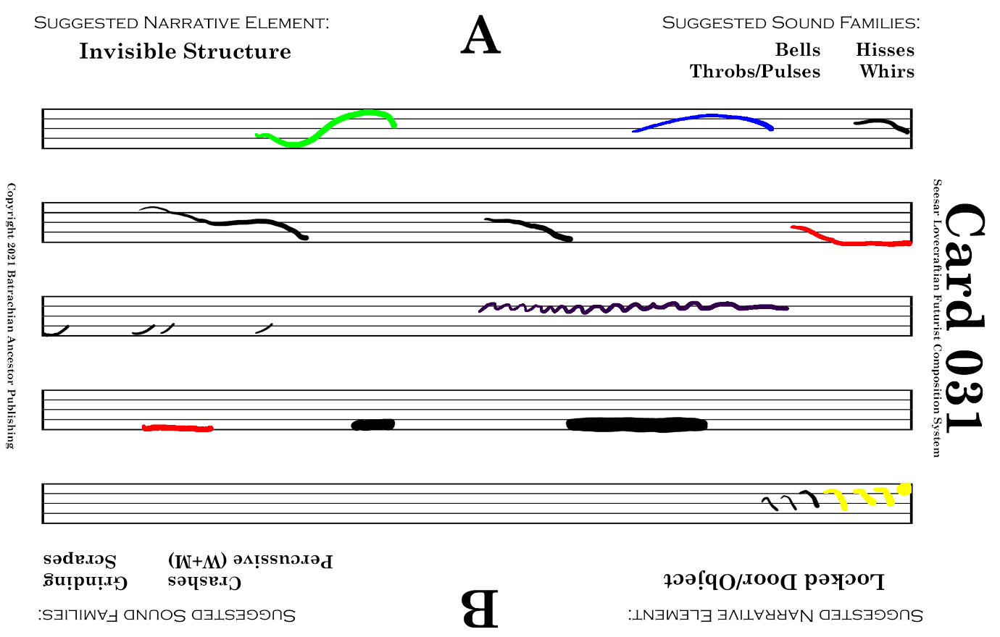 SUGGESTED NARRATIVE ELEMENT:
Invisible Structure
A
SUGGESTED SOUND FAMILIES:
Bells Hisses
Throbs/Pulses Whirs
Copyright 2021 Batrachian Ancestor Publishing
Card 031
Seesar Lovecraftian Futurist Composition System
B
SUGGESTED NARRATIVE ELEMENT:
Locked Door/Object
SUGGESTED SOUND FAMILIES:
Crashes Grinding
Percussive (W+M) Scrapes